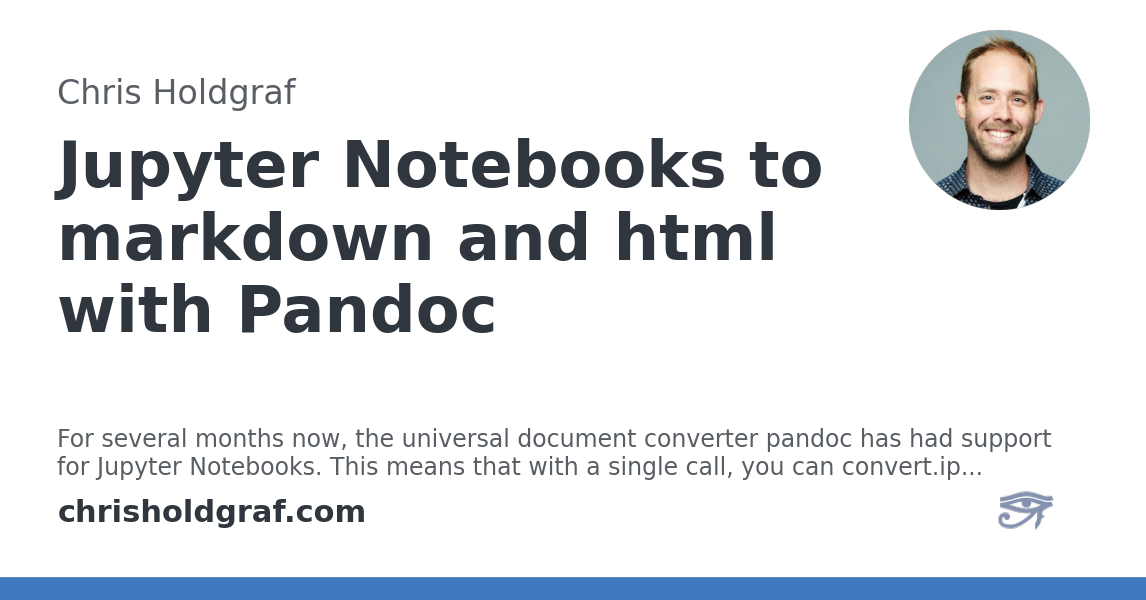 Chris Holdgraf
Jupyter Notebooks to
markdown and html
with Pandoc
For several months now, the universal document converter pandoc has had support
for Jupyter Notebooks. This means that with a single call, you can convert.ip...
chrisholdgraf.com